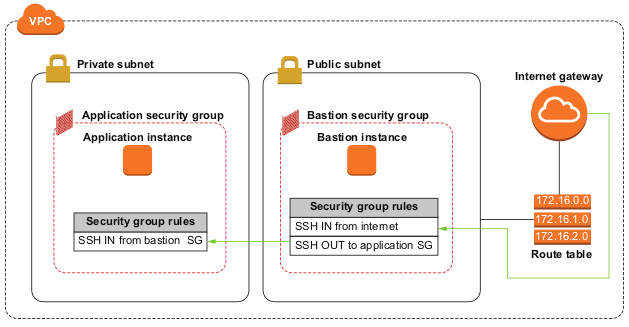 VPC
Private subnet
Public subnet
Internet gateway
Application security group
Application instance
Bastion security group
Bastion instance
Security group rules
SSH IN from bastion SG
Security group rules
SSH IN from internet
SSH OUT to application SG
172.16.0.0
172.16.1.0
172.16.2.0
Route table